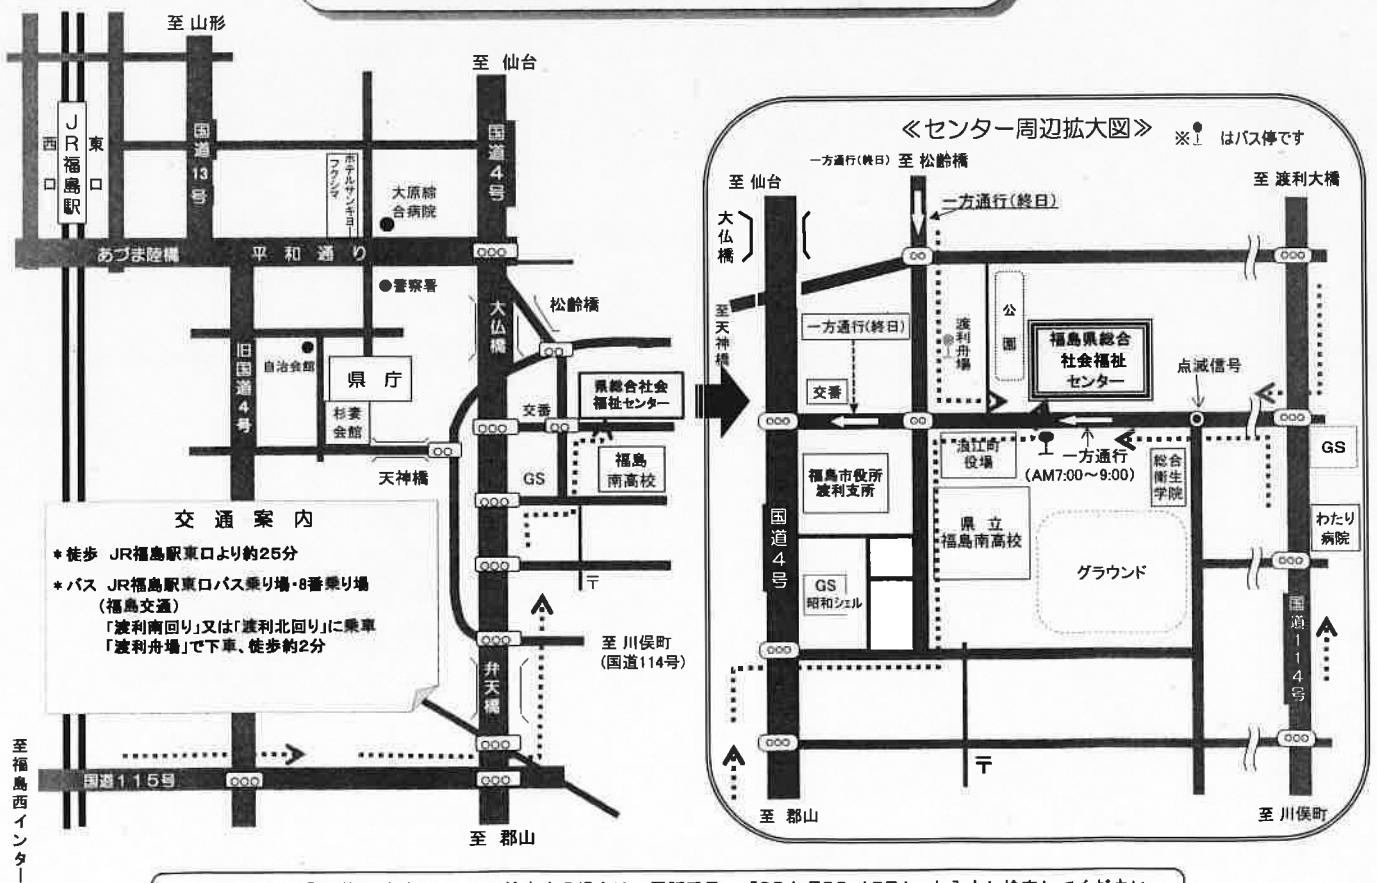 至 山形
至 仙台
JR福島駅
西口
東口
国道13号
国道4号
ホテルサンキョー
フクシマ
大原綜
合病院
あづま陸橋
平和通り
●警察署
松齢橋
大仏橋
旧国道4号
自治会館
県庁
杉妻
会館
県総合社会
福祉センター
交番
天神橋
GS
福島
南高校
〒
至 川俣町
(国道114号)
弁天橋
交通案内
*徒歩 JR福島駅東口より約25分
*バス JR福島駅東口バス乗り場・8番乗り場
(福島交通)
「渡利南回り」又は「渡利北回り」に乗車
「渡利舟場」で下車、徒歩約2分
国道115号
至福島西インター
至 郡山
≪センター周辺拡大図≫
※ はバス停です
一方通行(終日) 至 松齢橋
至 仙台
至 渡利大橋
一方通行(終日)
大仏橋
至天神橋
一方通行(終日)
渡利舟場
公園
福島県総合
社会福祉
センター
点滅信号
交番
浪江町
役場
一方通行
(AM7:00～9:00)
総合衛生学院
GS
福島市役所
渡利支所
県立
福島南高校
わたり
病院
国道4号
グラウンド
GS
昭和シェル
国道114号
〒
至 郡山
至 川俣町